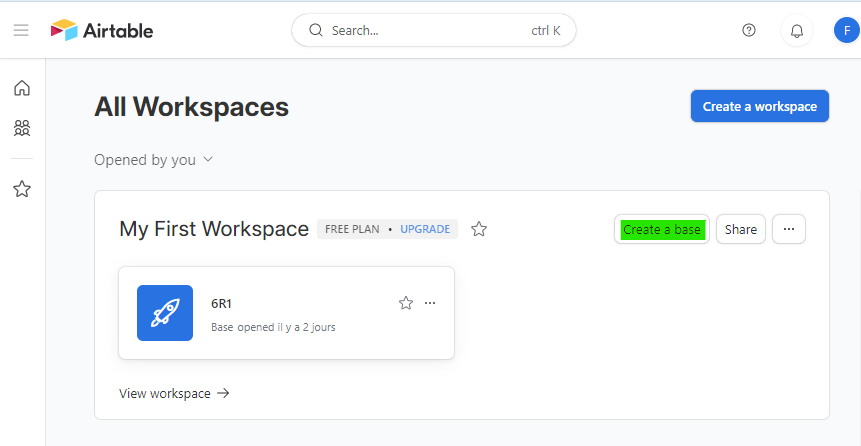 Airtable
Search... ctrl K
F
All Workspaces
Create a workspace
Opened by you
My First Workspace FREE PLAN • UPGRADE
Create a base Share ...
6R1
Base opened il y a 2 jours
View workspace →